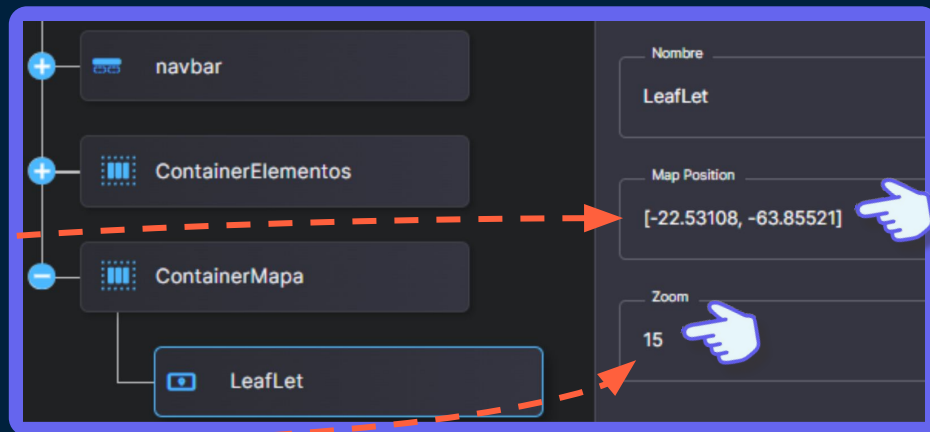 navbar
ContainerElementos
ContainerMapa
LeafLet
Nombre
LeafLet
Map Position
[-22.53108, -63.85521]
Zoom
15